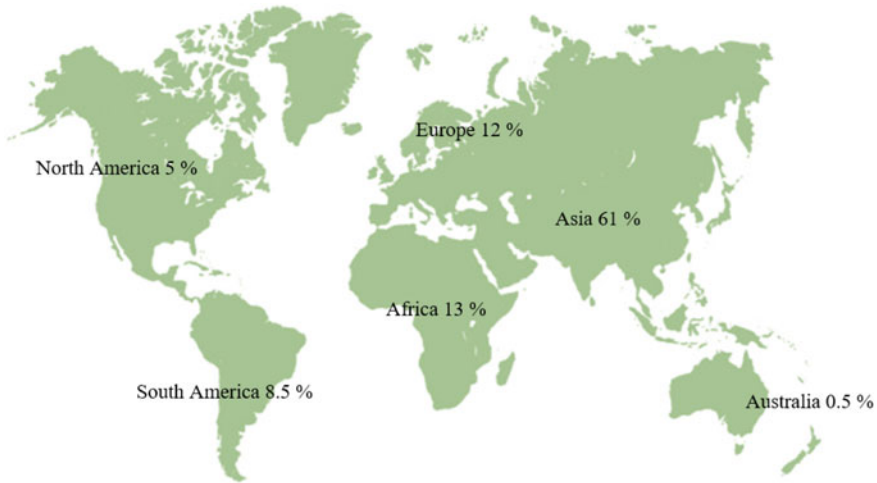 Europe 12 %
North America 5 %
Asia 61 %
Africa 13 %
South America 8.5 %
Australia 0.5 %